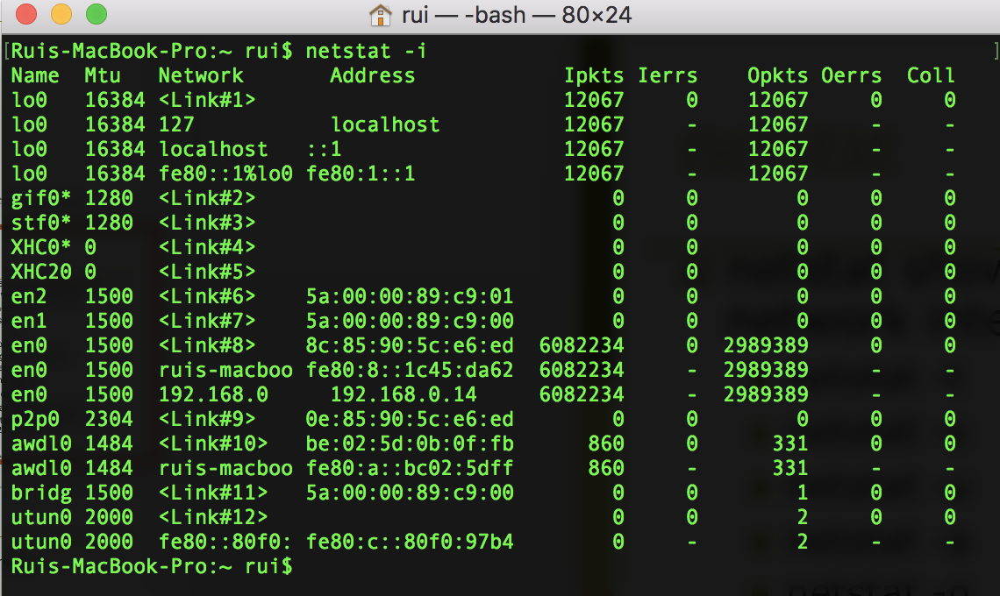 rui — -bash — 80×24
[Ruis-MacBook-Pro:~ rui$ netstat -i ]
Name  Mtu   Network       Address            Ipkts Ierrs    Opkts Oerrs  Coll
lo0   16384 <Link#1>                         12067     0    12067     0     0
lo0   16384 127           localhost          12067     -    12067     -     -
lo0   16384 localhost   ::1                  12067     -    12067     -     -
lo0   16384 fe80::1%lo0 fe80:1::1            12067     -    12067     -     -
gif0* 1280  <Link#2>                             0     0        0     0     0
stf0* 1280  <Link#3>                             0     0        0     0     0
XHC0* 0     <Link#4>                             0     0        0     0     0
XHC20 0     <Link#5>                             0     0        0     0     0
en2   1500  <Link#6>    5a:00:00:89:c9:01        0     0        0     0     0
en1   1500  <Link#7>    5a:00:00:89:c9:00        0     0        0     0     0
en0   1500  <Link#8>    8c:85:90:5c:e6:ed  6082234     0  2989389     0     0
en0   1500  ruis-macboo fe80:8::1c45:da62  6082234     -  2989389     -     -
en0   1500  192.168.0     192.168.0.14     6082234     -  2989389     -     -
p2p0  2304  <Link#9>    0e:85:90:5c:e6:ed        0     0        0     0     0
awdl0 1484  <Link#10>   be:02:5d:0b:0f:fb      860     0      331     0     0
awdl0 1484  ruis-macboo fe80:a::bc02:5dff      860     -      331     -     -
bridg 1500  <Link#11>   5a:00:00:89:c9:00        0     0        1     0     0
utun0 2000  <Link#12>                            0     0        2     0     0
utun0 2000  fe80::80f0: fe80:c::80f0:97b4        0     -        2     -     -
Ruis-MacBook-Pro:~ rui$